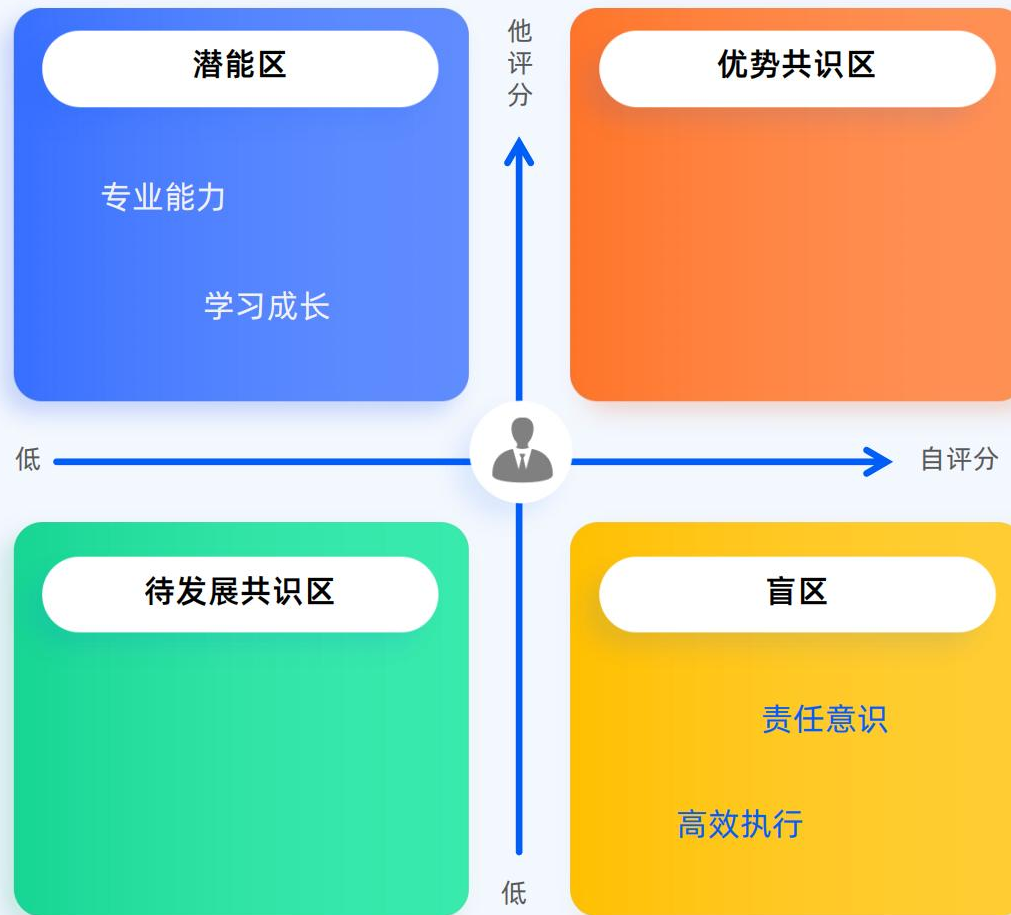 潜能区
专业能力
学习成长
他评分
优势共识区
低
自评分
待发展共识区
盲区
责任意识
高效执行
低